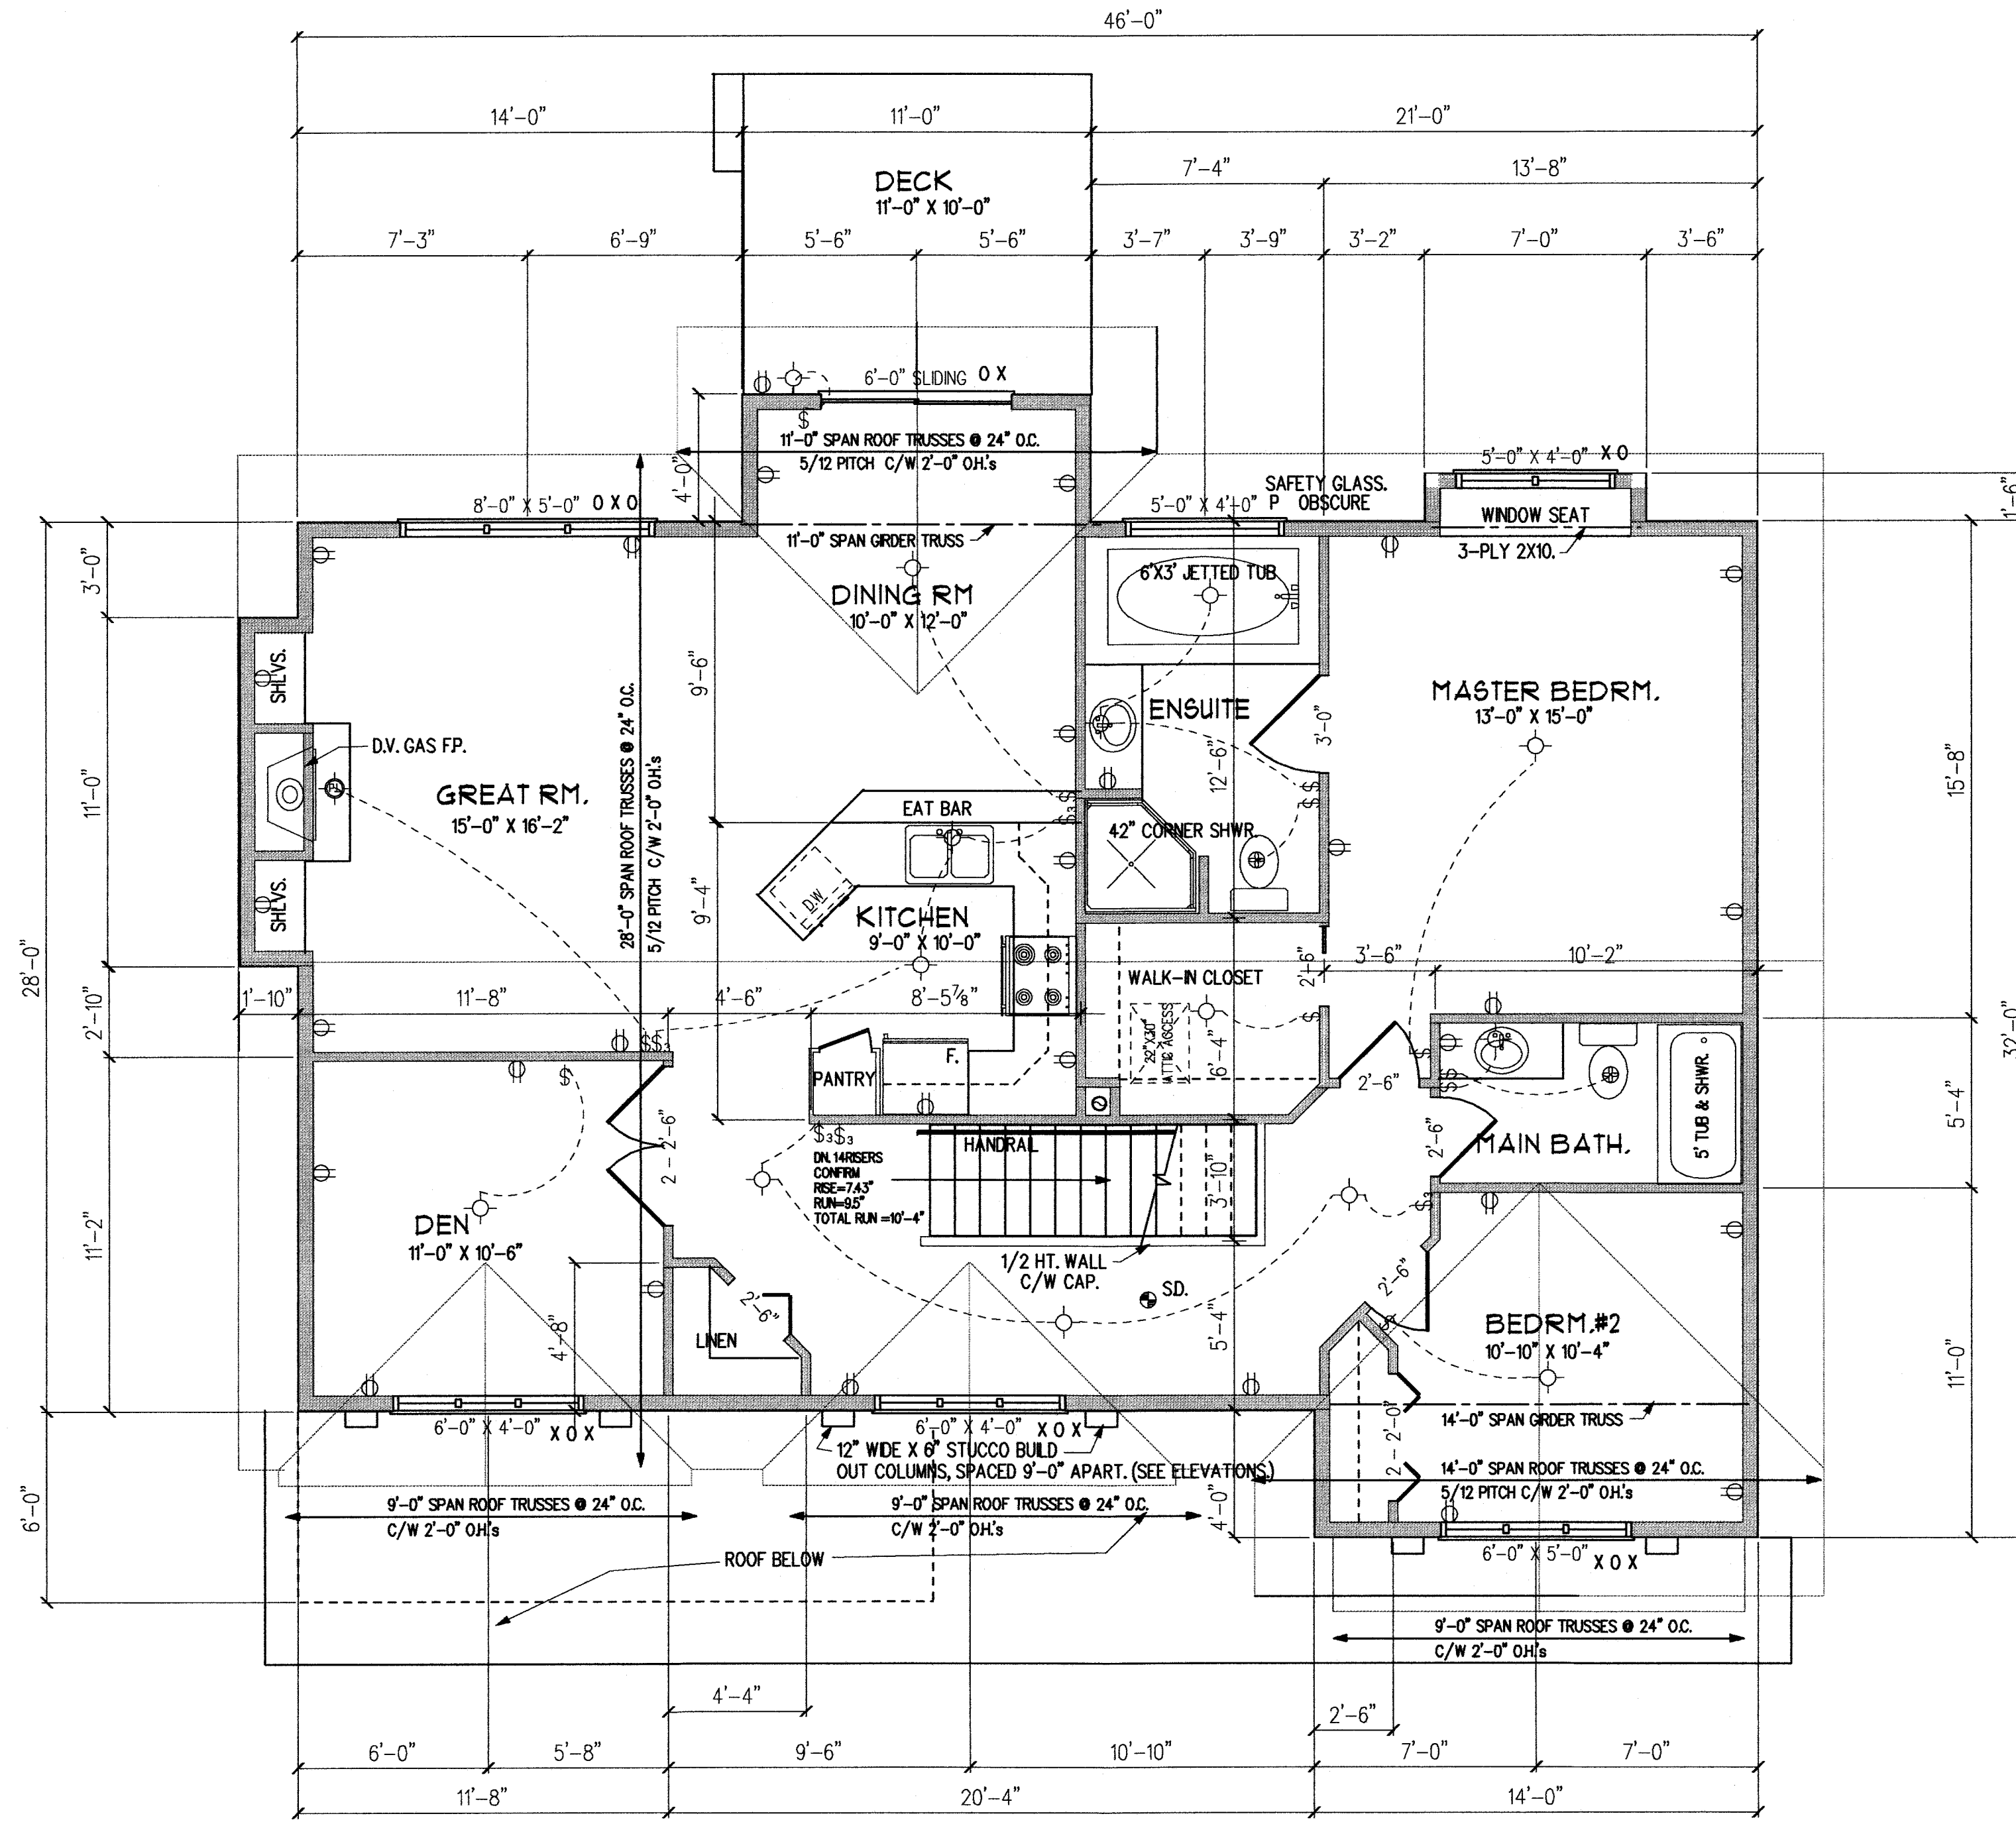 46'-0"
14'-0" 11'-0" 21'-0"
7'-4" 13'-8"
DECK
11'-0" X 10'-0"
7'-3" 6'-9" 5'-6" 5'-6" 3'-7" 3'-9" 3'-2" 7'-0" 3'-6"
6'-0" SLIDING O X
$
11'-0" SPAN ROOF TRUSSES @ 24" O.C.
5/12 PITCH C/W 2'-0" O.H.'s
4'-0"
8'-0" X 5'-0" O X O
11'-0" SPAN GIRDER TRUSS
SAFETY GLASS.
P OBSCURE
5'-0" X 4'-0"
5'-0" X 4'-0" X O
1'-6"
WINDOW SEAT
3-PLY 2X10.
3'-0"
6'X3' JETTED TUB
DINING RM
10'-0" X 12'-0"
9'-6"
SHLVS.
D.V. GAS F.P.
GREAT RM.
15'-0" X 16'-2"
28'-0" SPAN ROOF TRUSSES @ 24" O.C.
5/12 PITCH C/W 2'-0" O.H.'s
ENSUITE
12'-6"
3'-0"
MASTER BEDRM.
13'-0" X 15'-0"
11'-0"
15'-8"
EAT BAR
$
$3
$
$
42" CORNER SHWR.
D.W.
KITCHEN
9'-0" X 10'-0"
9'-4"
SHLVS.
28'-0"
32'-0"
WALK-IN CLOSET
2'-6"
3'-6" 10'-2"
1'-10" 11'-8" 4'-6" 8'-5⅞"
2'-10"
22"X30"
ATTIC ACCESS
6'-4"
$
$$3
F.
PANTRY
$
2'-6"
$
$$
5' TUB & SHWR.
5'-4"
2'-6"
MAIN BATH.
2 - 2'-6"
$3$3
HANDRAIL
DN. 14RISERS
CONFIRM
RISE=7.43"
RUN=9.5"
TOTAL RUN =10'-4"
3'-10"
$3
DEN
11'-0" X 10'-6"
11'-2"
1/2 HT. WALL
C/W CAP.
S.D.
2'-6"
2'-6"
LINEN
4'-8"
5'-4"
$
BEDRM.#2
10'-10" X 10'-4"
11'-0"
14'-0" SPAN GIRDER TRUSS
2 - 2'-0"
6'-0" X 4'-0" X O X
6'-0" X 4'-0" X O X
12" WIDE X 6" STUCCO BUILD
OUT COLUMNS, SPACED 9'-0" APART. (SEE ELEVATIONS.)
14'-0" SPAN ROOF TRUSSES @ 24" O.C.
5/12 PITCH C/W 2'-0" O.H.'s
9'-0" SPAN ROOF TRUSSES @ 24" O.C.
C/W 2'-0" O.H.'s
9'-0" SPAN ROOF TRUSSES @ 24" O.C.
C/W 2'-0" O.H.'s
4'-0"
6'-0"
ROOF BELOW
6'-0" X 5'-0" X O X
9'-0" SPAN ROOF TRUSSES @ 24" O.C.
C/W 2'-0" O.H.'s
4'-4"
2'-6"
6'-0" 5'-8" 9'-6" 10'-10" 7'-0" 7'-0"
11'-8" 20'-4" 14'-0"